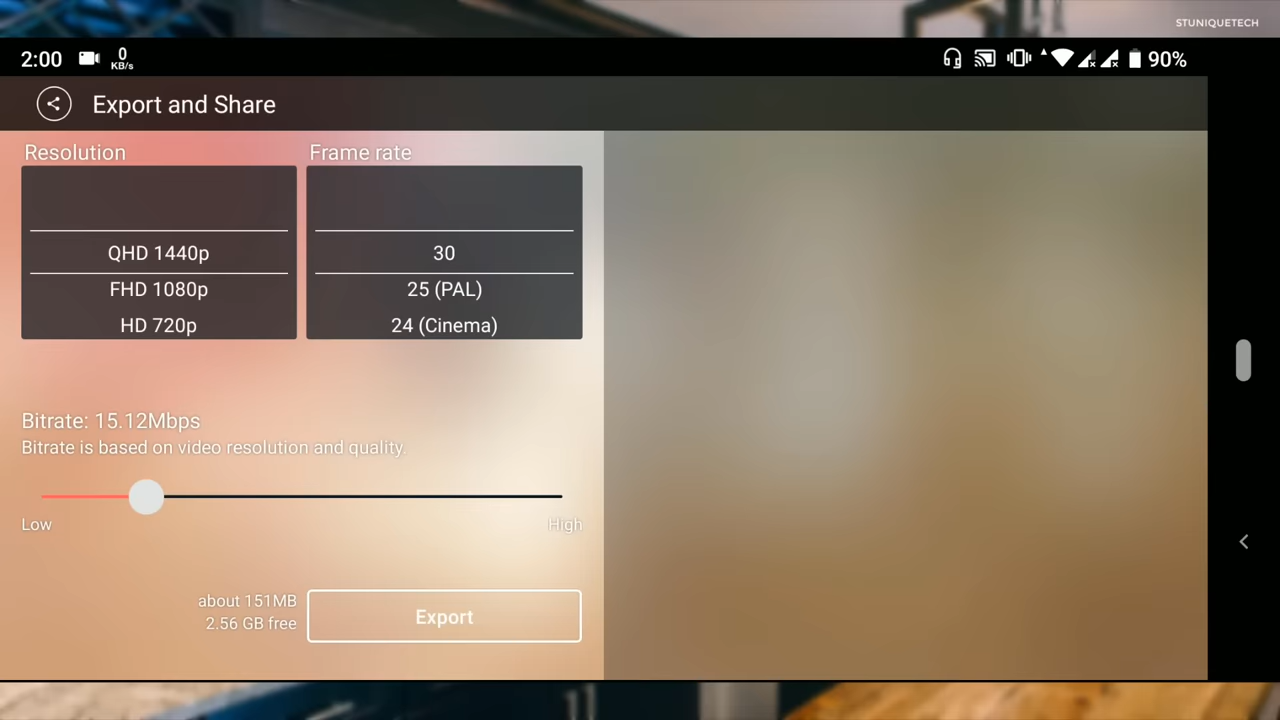 STUNIQUETECH
2:00
0
KB/s
90%
Export and Share
Resolution
Frame rate
QHD 1440p
FHD 1080p
HD 720p
30
25 (PAL)
24 (Cinema)
Bitrate: 15.12Mbps
Bitrate is based on video resolution and quality.
Low
High
about 151MB
2.56 GB free
Export